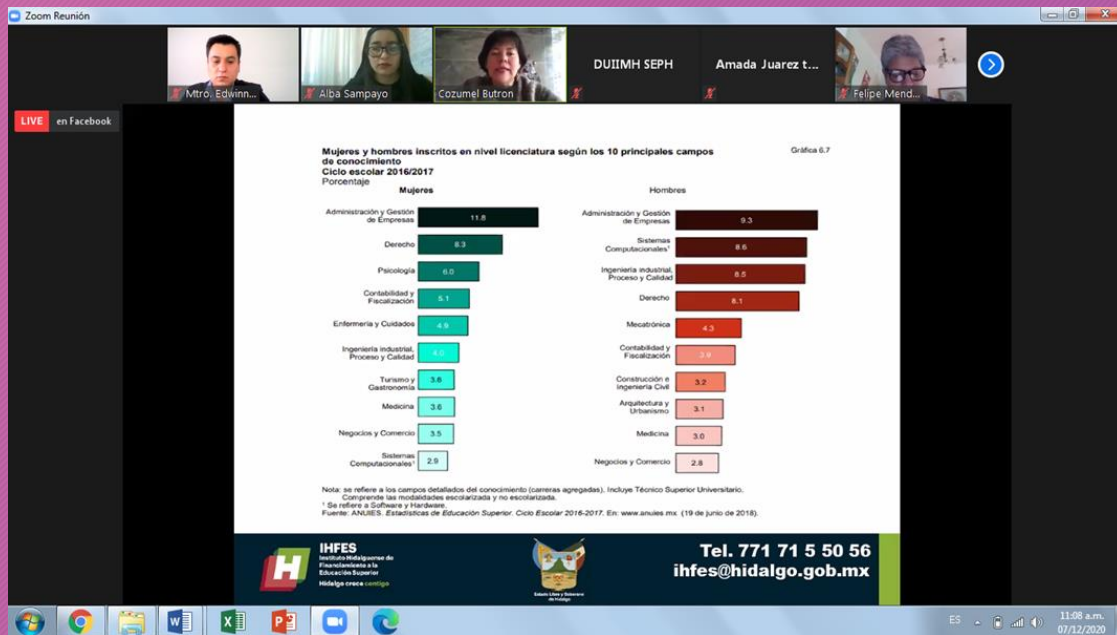 Zoom Reunión
Mtro. Edwinn...
Alba Sampayo
Cozumel Butron
DUIIMH SEPH
Amada Juarez t...
Felipe Mend...
LIVE en Facebook
Mujeres y hombres inscritos en nivel licenciatura según los 10 principales campos
de conocimiento
Gráfica 6.7
Ciclo escolar 2016/2017
Porcentaje
Mujeres
Administración y Gestión
de Empresas
11.8
Derecho
8.3
Psicología
6.0
Contabilidad y
Fiscalización
5.1
Enfermería y Cuidados
4.9
Ingeniería industrial,
Proceso y Calidad
4.0
Turismo y
Gastronomía
3.8
Medicina
3.6
Negocios y Comercio
3.5
Sistemas
Computacionales¹
2.9
Hombres
Administración y Gestión
de Empresas
9.3
Sistemas
Computacionales¹
8.6
Ingeniería industrial,
Proceso y Calidad
8.5
Derecho
8.1
Mecatrónica
4.3
Contabilidad y
Fiscalización
3.9
Construcción e
Ingeniería Civil
3.2
Arquitectura y
Urbanismo
3.1
Medicina
3.0
Negocios y Comercio
2.8
Nota: se refiere a los campos detallados del conocimiento (carreras agregadas). Incluye Técnico Superior Universitario.
Comprende las modalidades escolarizada y no escolarizada.
¹ Se refiere a Software y Hardware.
Fuente: ANUIES. Estadísticas de Educación Superior. Ciclo Escolar 2016-2017. En: www.anuies.mx (19 de junio de 2018).
H
IHFES
Instituto Hidalguense de
Financiamiento a la
Educación Superior
Hidalgo crece contigo
Estado Libre y Soberano
de Hidalgo
Tel. 771 71 5 50 56
ihfes@hidalgo.gob.mx
ES
11:08 a.m.
07/12/2020